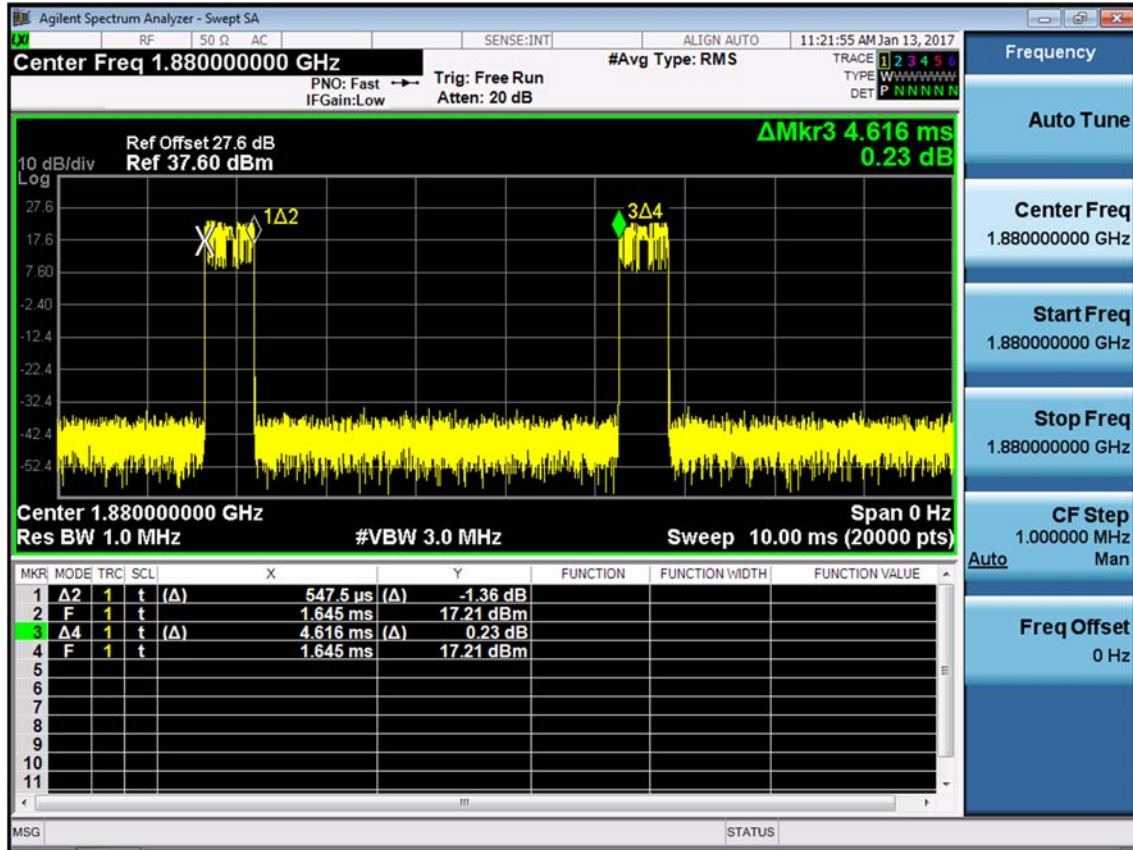 Agilent Spectrum Analyzer - Swept SA
LXI RF 50 Ω AC SENSE:INT ALIGN AUTO 11:21:55 AM Jan 13, 2017
Center Freq 1.880000000 GHz
#Avg Type: RMS
TRACE 1 2 3 4 5 6
TYPE WWWWWWW
DET P N N N N N
PNO: Fast
IFGain:Low
Trig: Free Run
Atten: 20 dB
ΔMkr3 4.616 ms
0.23 dB
Ref Offset 27.6 dB
10 dB/div Ref 37.60 dBm
Log
27.6
17.6
7.60
-2.40
-12.4
-22.4
-32.4
-42.4
-52.4
X
1Δ2
3Δ4
Center 1.880000000 GHz Span 0 Hz
Res BW 1.0 MHz #VBW 3.0 MHz Sweep 10.00 ms (20000 pts)
MKR MODE TRC SCL X Y FUNCTION FUNCTION WIDTH FUNCTION VALUE
1 Δ2 1 t (Δ) 547.5 µs (Δ) -1.36 dB
2 F 1 t 1.645 ms 17.21 dBm
3 Δ4 1 t (Δ) 4.616 ms (Δ) 0.23 dB
4 F 1 t 1.645 ms 17.21 dBm
5
6
7
8
9
10
11
MSG STATUS
Frequency
Auto Tune
Center Freq
1.880000000 GHz
Start Freq
1.880000000 GHz
Stop Freq
1.880000000 GHz
CF Step
1.000000 MHz
Auto Man
Freq Offset
0 Hz